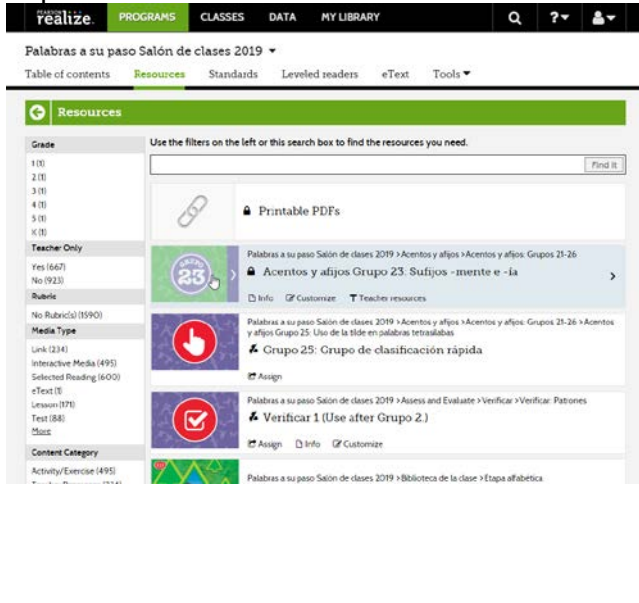 PEARSON
realize.
PROGRAMS CLASSES DATA MY LIBRARY ?
Palabras a su paso Salón de clases 2019
Table of contents Resources Standards Leveled readers eText Tools
Resources
Grade
1 (1)
2 (1)
3 (1)
4 (1)
5 (1)
K (1)
Teacher Only
Yes (667)
No (923)
Rubric
No Rubric(s) (1590)
Media Type
Link (234)
Interactive Media (495)
Selected Reading (600)
eText (1)
Lesson (171)
Test (88)
More
Content Category
Activity/Exercise (495)
Use the filters on the left or this search box to find the resources you need.
Find it
Printable PDFs
GRUPO
23
Palabras a su paso Salón de clases 2019 > Acentos y afijos > Acentos y afijos: Grupos 21-26
Acentos y afijos Grupo 23: Sufijos -mente e -ía
Info Customize Teacher resources
Palabras a su paso Salón de clases 2019 > Acentos y afijos > Acentos y afijos: Grupos 21-26 > Acentos
y afijos Grupo 25: Uso de la tilde en palabras tetrasílabas
Grupo 25: Grupo de clasificación rápida
Assign
Palabras a su paso Salón de clases 2019 > Assess and Evaluate > Verificar > Verificar: Patrones
Verificar 1 (Use after Grupo 2.)
Assign Info Customize
Palabras a su paso Salón de clases 2019 > Biblioteca de la clase > Etapa alfabética